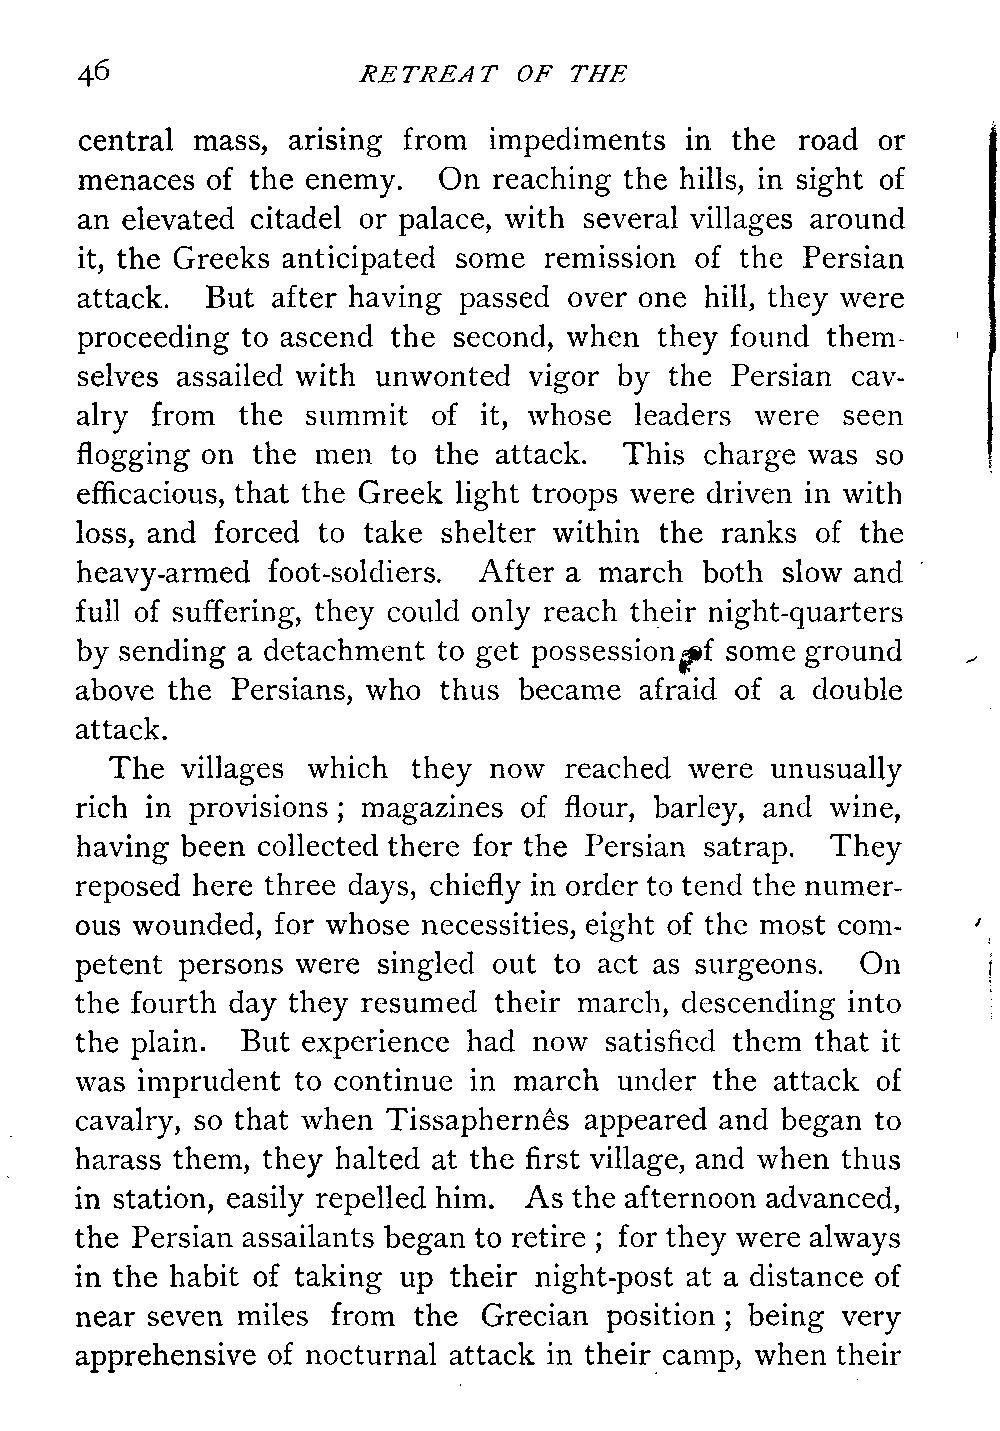 46 RETREAT OF THE
central mass, arising from impediments in the road or
menaces of the enemy. On reaching the hills, in sight of
an elevated citadel or palace, with several villages around
it, the Greeks anticipated some remission of the Persian
attack. But after having passed over one hill, they were
proceeding to ascend the second, when they found them-
selves assailed with unwonted vigor by the Persian cav-
alry from the summit of it, whose leaders were seen
flogging on the men to the attack. This charge was so
efficacious, that the Greek light troops were driven in with
loss, and forced to take shelter within the ranks of the
heavy-armed foot-soldiers. After a march both slow and
full of suffering, they could only reach their night-quarters
by sending a detachment to get possession of some ground
above the Persians, who thus became afraid of a double
attack.
The villages which they now reached were unusually
rich in provisions ; magazines of flour, barley, and wine,
having been collected there for the Persian satrap. They
reposed here three days, chiefly in order to tend the numer-
ous wounded, for whose necessities, eight of the most com-
petent persons were singled out to act as surgeons. On
the fourth day they resumed their march, descending into
the plain. But experience had now satisfied them that it
was imprudent to continue in march under the attack of
cavalry, so that when Tissaphernês appeared and began to
harass them, they halted at the first village, and when thus
in station, easily repelled him. As the afternoon advanced,
the Persian assailants began to retire ; for they were always
in the habit of taking up their night-post at a distance of
near seven miles from the Grecian position ; being very
apprehensive of nocturnal attack in their camp, when their